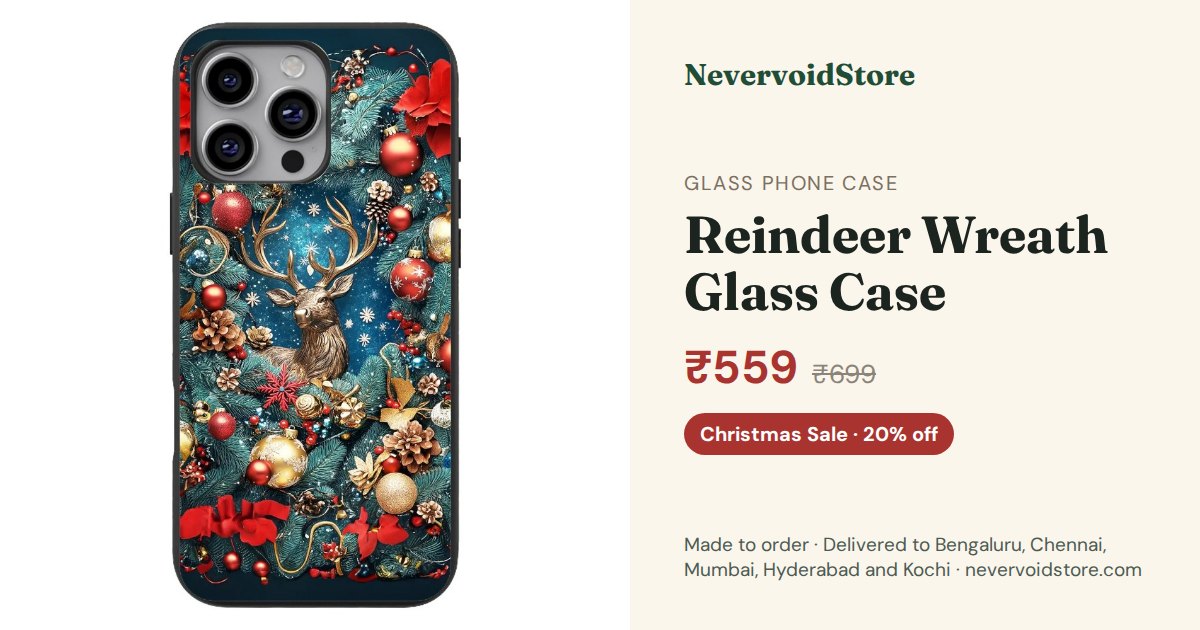 NevervoidStore
GLASS PHONE CASE
Reindeer Wreath
Glass Case
₹559 ₹699
Christmas Sale · 20% off
Made to order · Delivered to Bengaluru, Chennai,
Mumbai, Hyderabad and Kochi · nevervoidstore.com